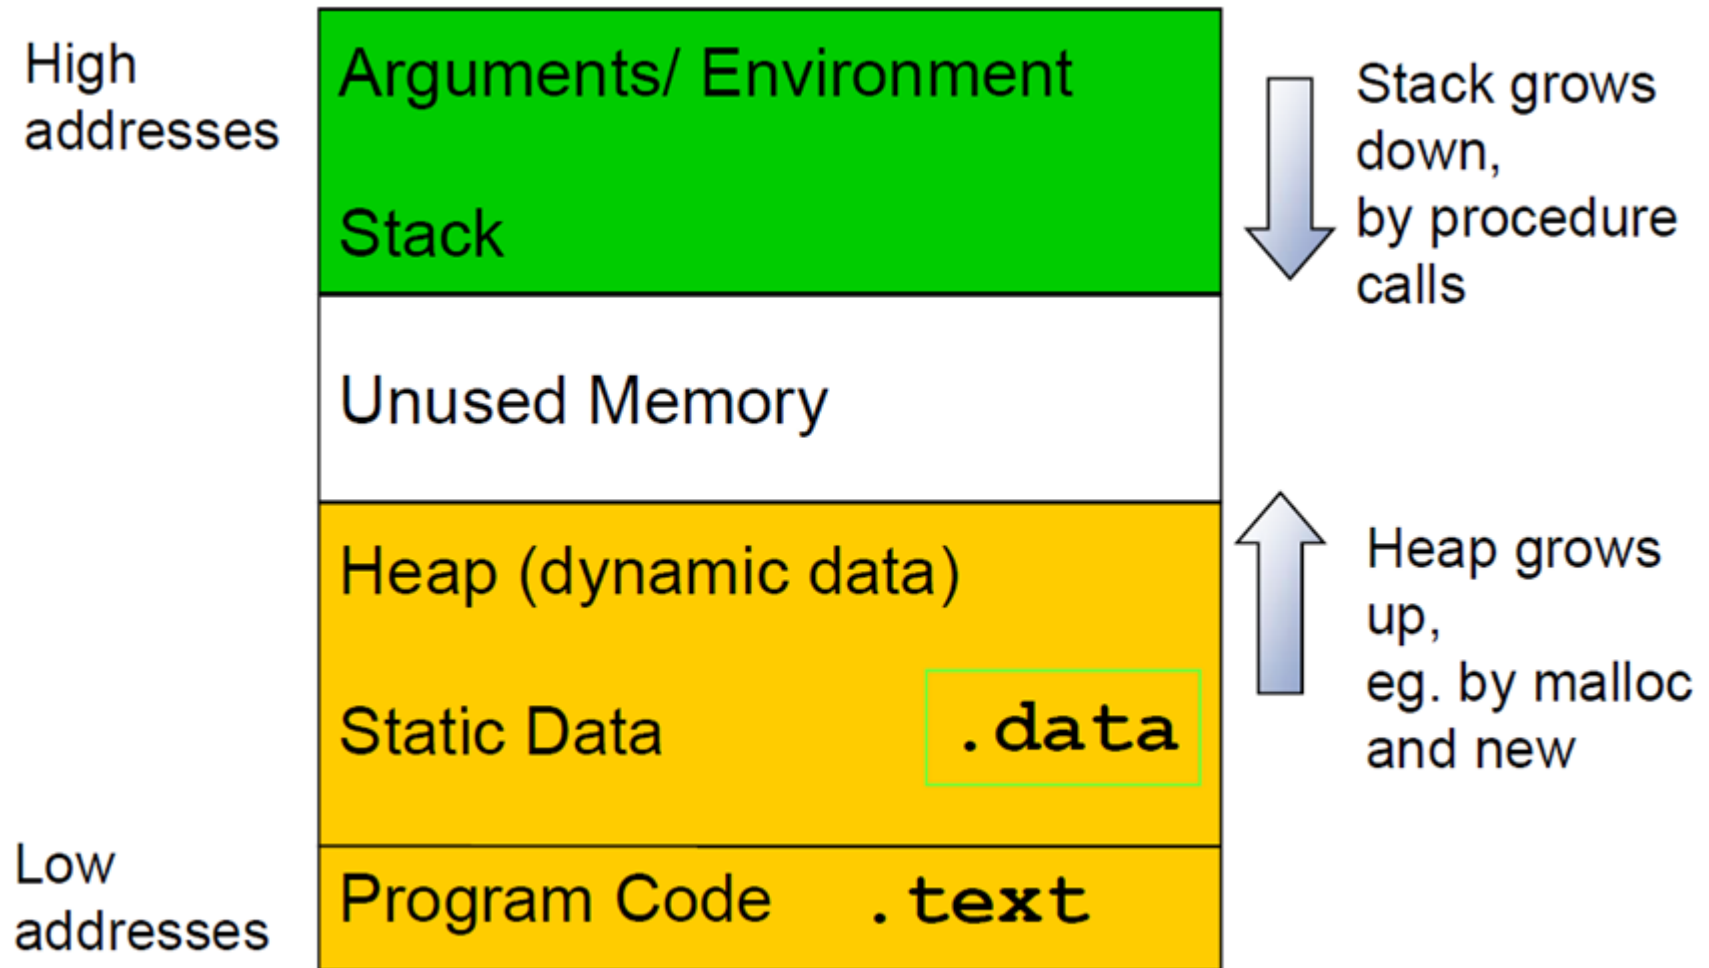 High
addresses
Arguments/ Environment
Stack
Stack grows
down,
by procedure
calls
Unused Memory
Heap (dynamic data)
Heap grows
up,
eg. by malloc
and new
Static Data .data
Low
addresses
Program Code .text